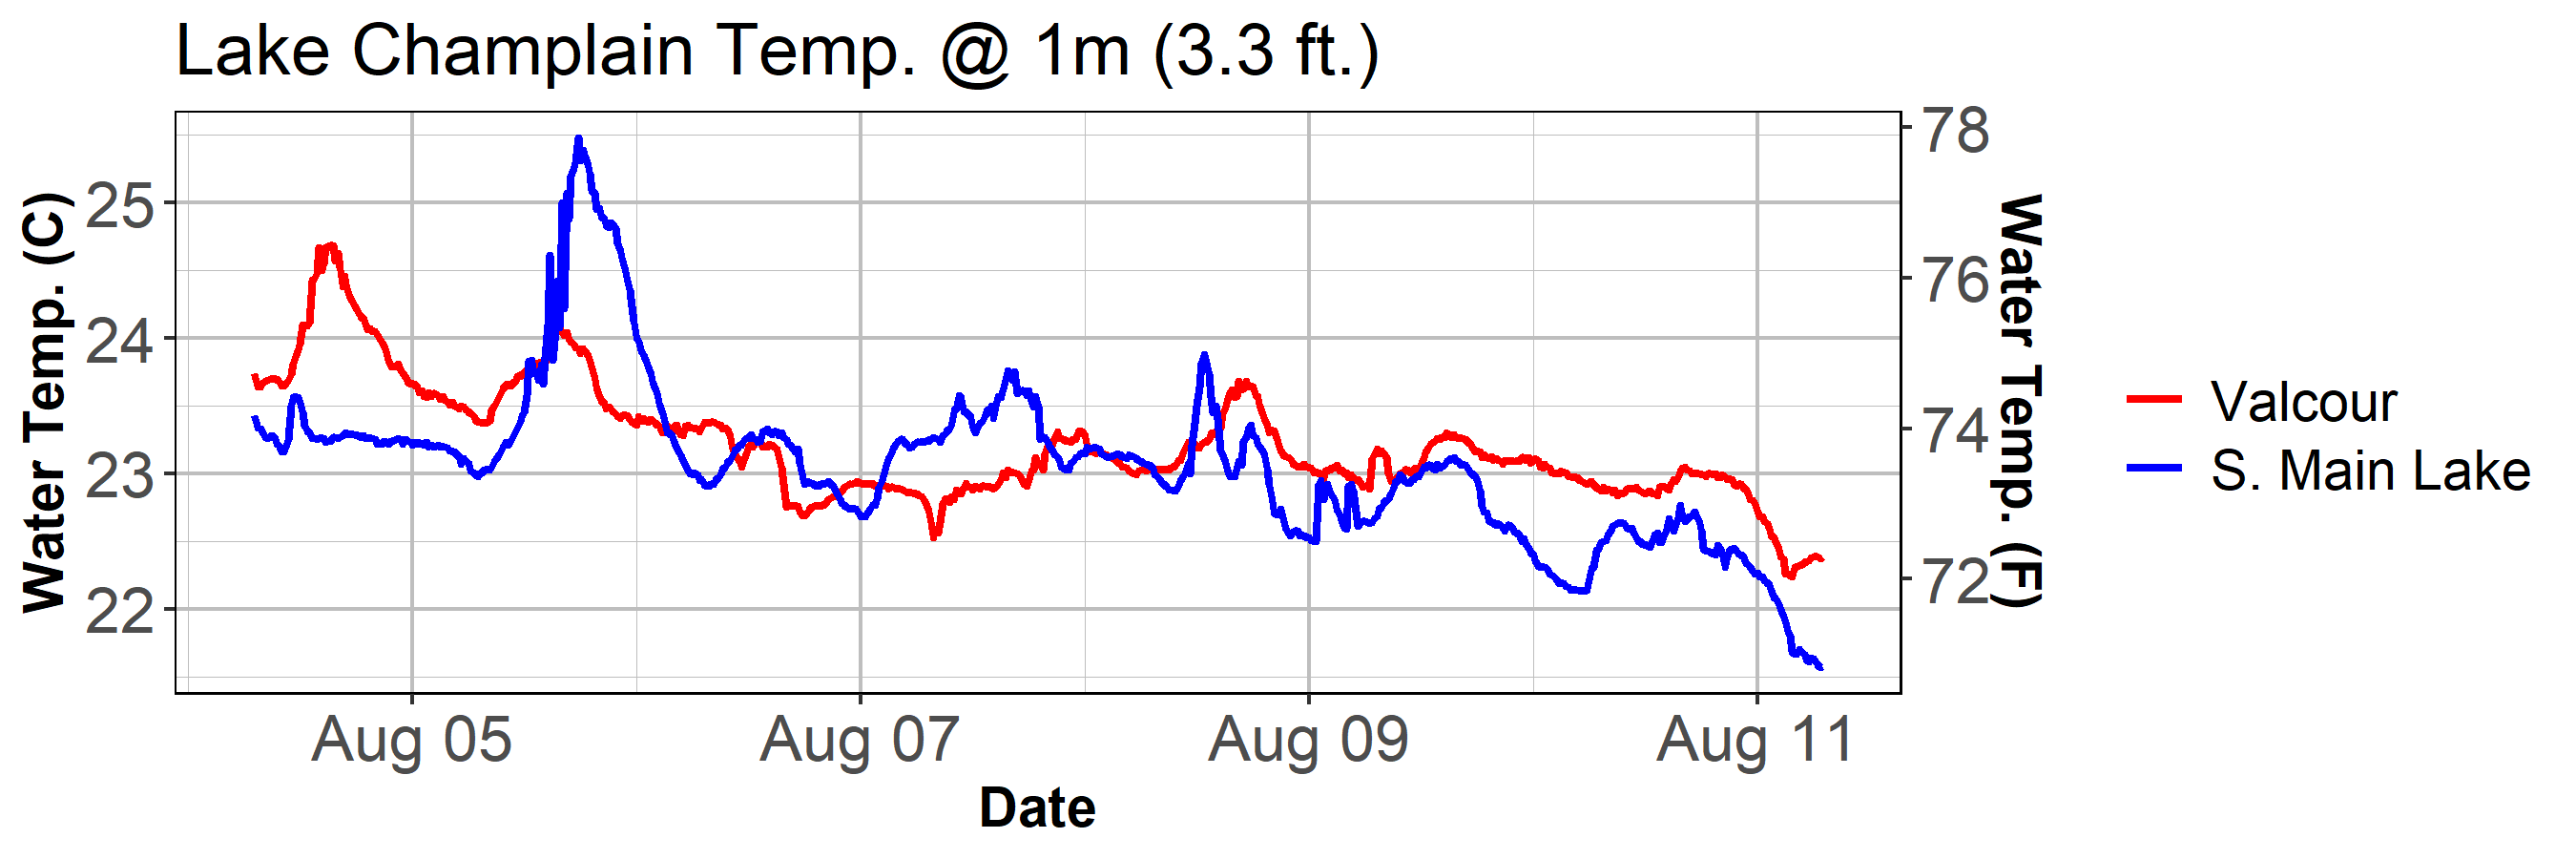 Lake Champlain Temp. @ 1m (3.3 ft.)
Water Temp. (C)
25
24
23
22
78
76
74
72
Water Temp. (F)
Aug 05
Aug 07
Aug 09
Aug 11
Date
Valcour
S. Main Lake